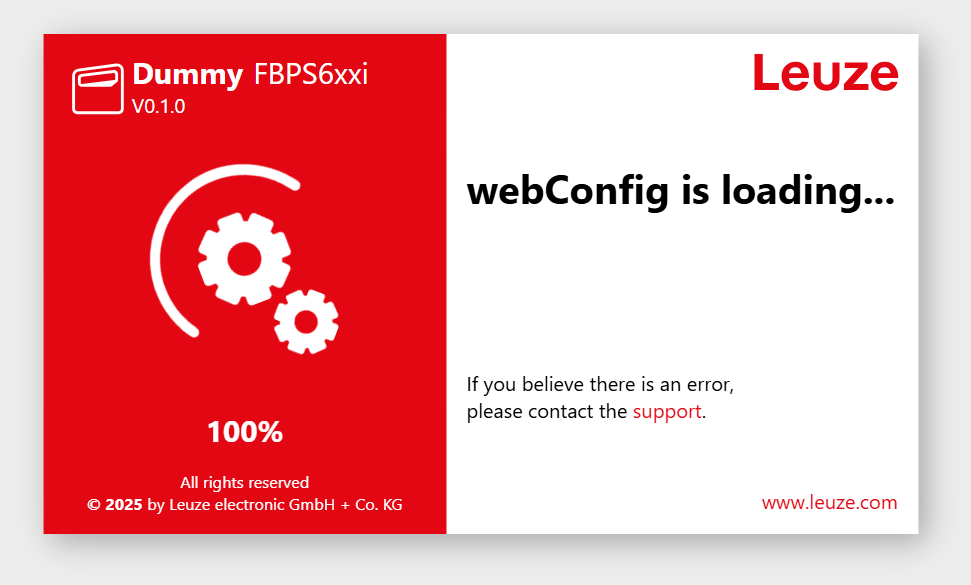 Dummy FBPS6xxi
V0.1.0
100%
All rights reserved
© 2025 by Leuze electronic GmbH + Co. KG
Leuze
webConfig is loading...
If you believe there is an error,
please contact the support.
www.leuze.com